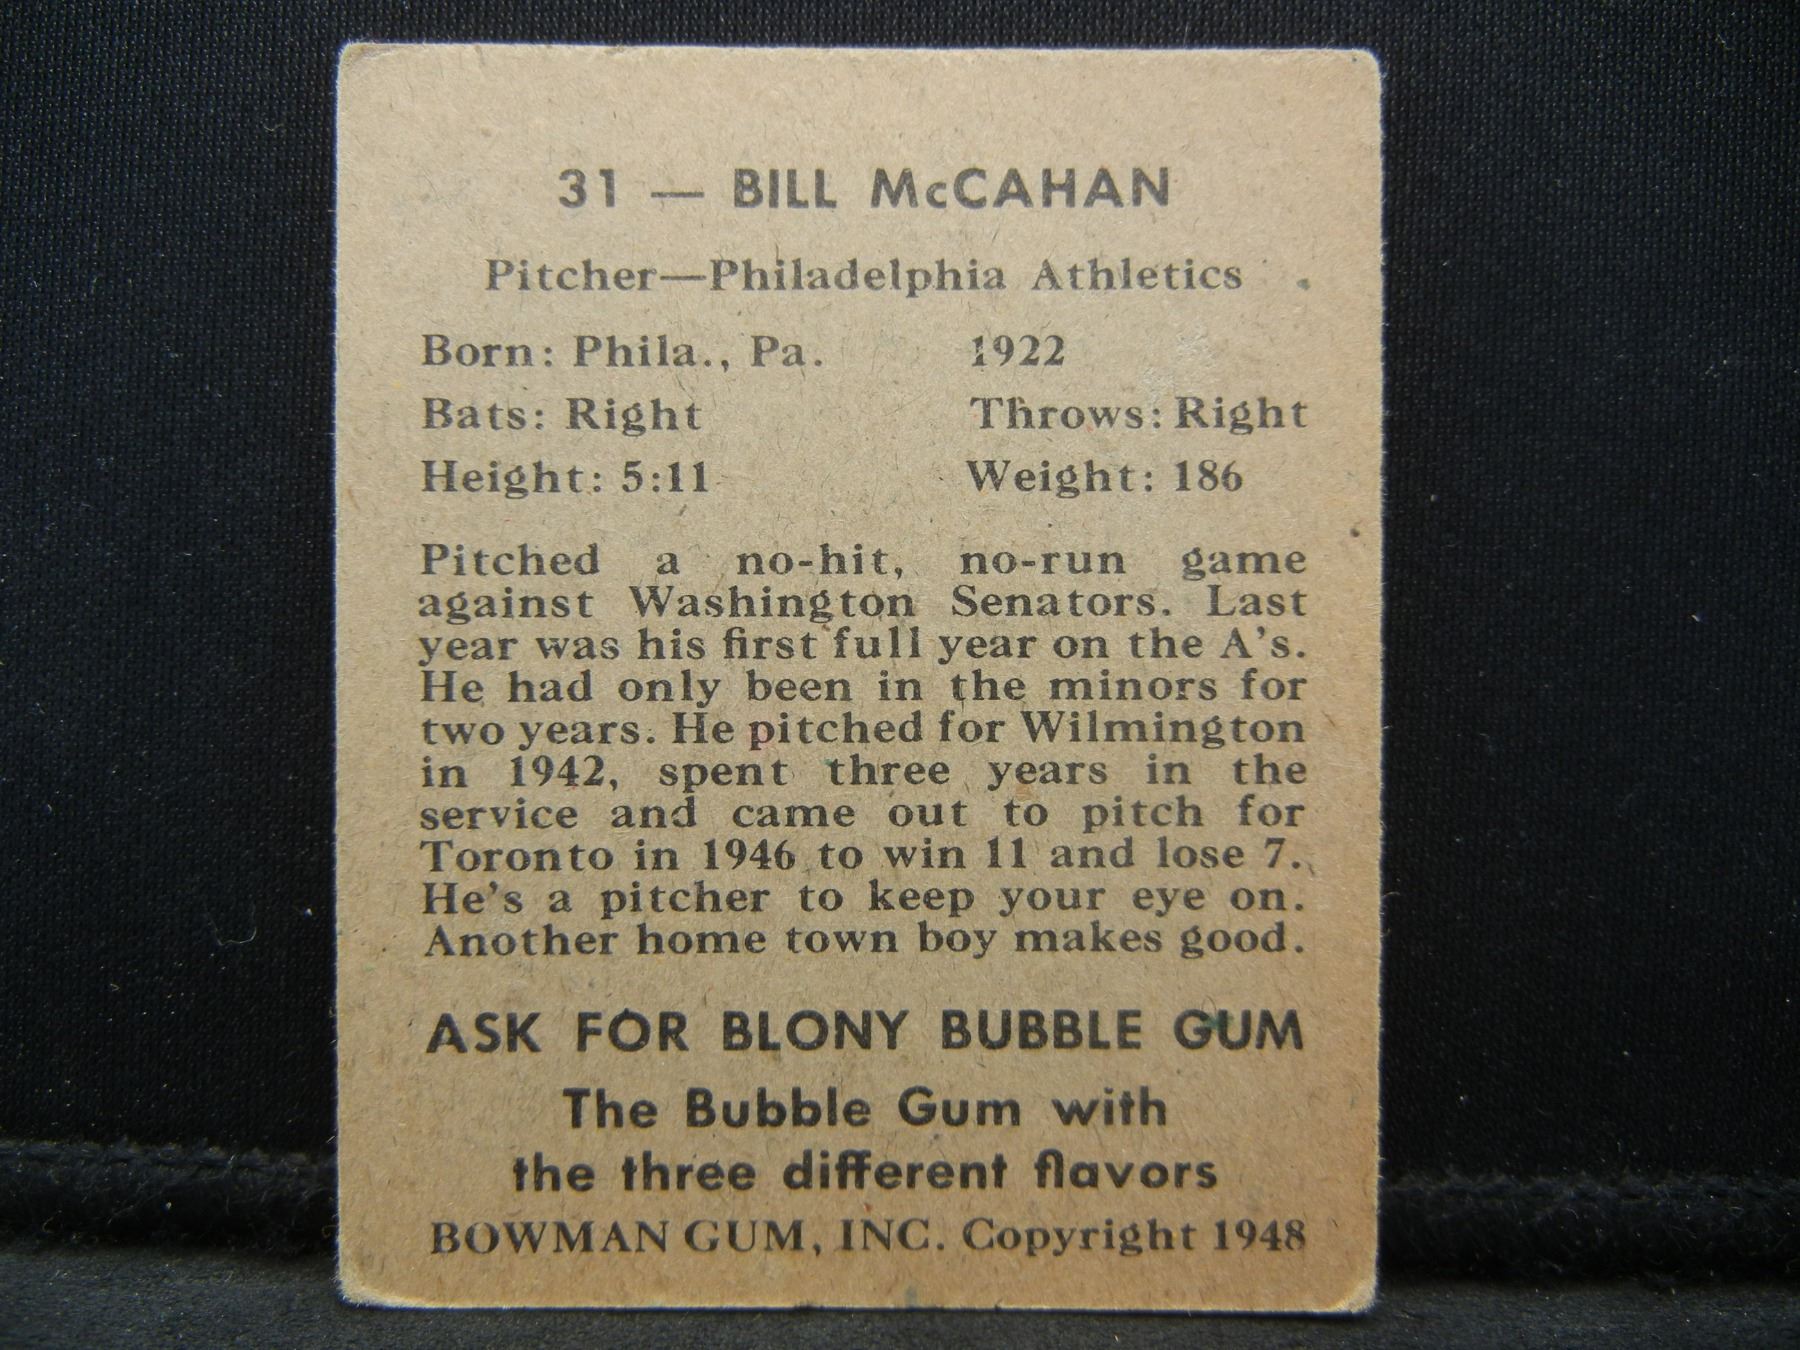 31 — BILL McCAHAN
Pitcher—Philadelphia Athletics
Born: Phila., Pa. 1922
Bats: Right Throws: Right
Height: 5:11 Weight: 186
Pitched a no-hit, no-run game
against Washington Senators. Last
year was his first full year on the A's.
He had only been in the minors for
two years. He pitched for Wilmington
in 1942, spent three years in the
service and came out to pitch for
Toronto in 1946 to win 11 and lose 7.
He's a pitcher to keep your eye on.
Another home town boy makes good.
ASK FOR BLONY BUBBLE GUM
The Bubble Gum with
the three different flavors
BOWMAN GUM, INC. Copyright 1948